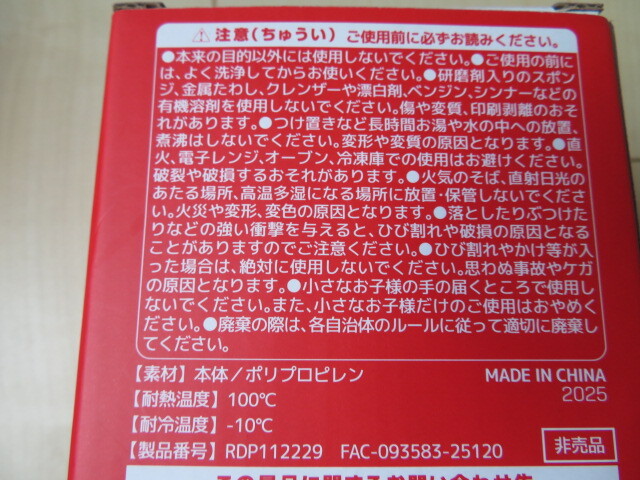 ⚠ 注意(ちゅうい) ご使用前に必ずお読みください。
●本来の目的以外には使用しないでください。●ご使用の前に
は、よく洗浄してからお使いください。●研磨剤入りのスポン
ジ、金属たわし、クレンザーや漂白剤、ベンジン、シンナーなどの
有機溶剤を使用しないでください。傷や変質、印刷剥離のおそ
れがあります。●つけ置きなど長時間お湯や水の中への放置、
煮沸はしないでください。変形や変質の原因となります。●直
火、電子レンジ、オーブン、冷凍庫での使用はお避けください。
破裂や破損するおそれがあります。●火気のそば、直射日光の
あたる場所、高温多湿になる場所に放置・保管しないでくださ
い。火災や変形、変色の原因となります。●落としたりぶつけた
りなどの強い衝撃を与えると、ひび割れや破損の原因となる
ことがありますのでご注意ください。●ひび割れやかけ等が入
った場合は、絶対に使用しないでください。思わぬ事故やケガ
の原因となります。●小さなお子様の手の届くところで使用し
ないでください。また、小さなお子様だけのご使用はおやめく
ださい。●廃棄の際は、各自治体のルールに従って適切に廃棄し
てください。
【素材】本体/ポリプロピレン MADE IN CHINA
【耐熱温度】100℃ 2025
【耐冷温度】-10℃
【製品番号】RDP112229 FAC-093583-25120 非売品
この景品に関するお問い合わせ先